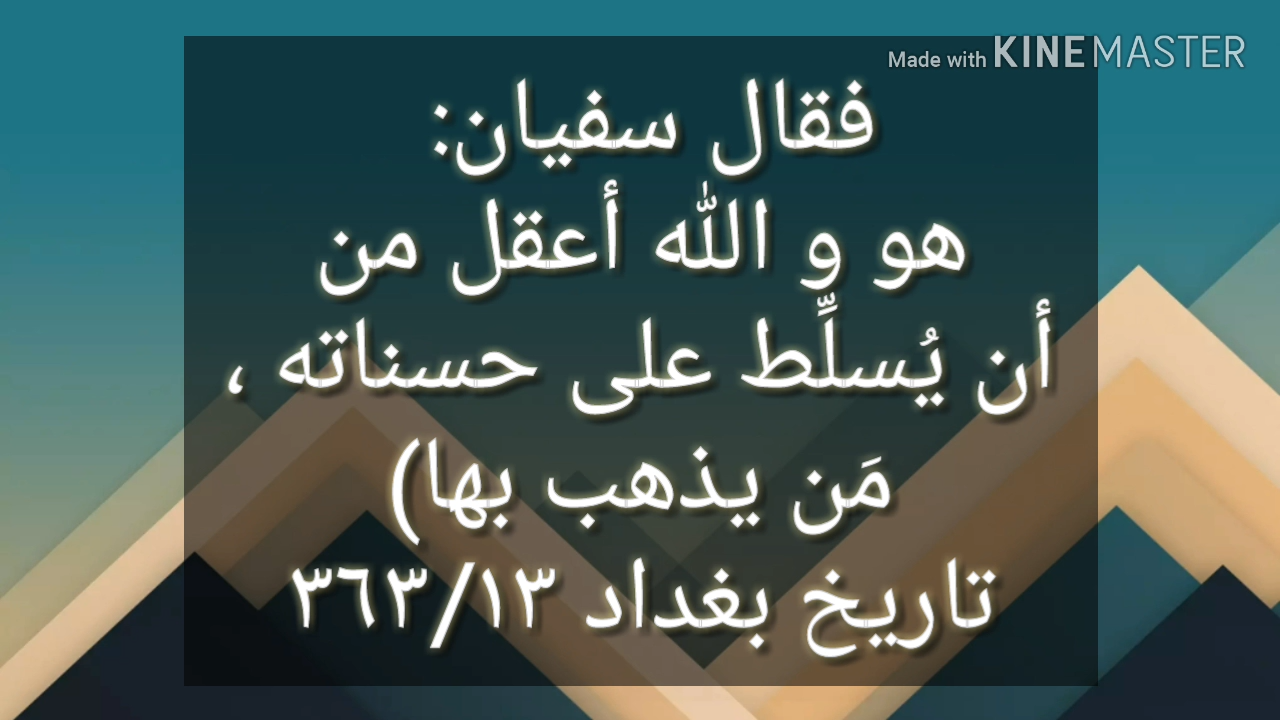 Made with KINEMASTER
فقال سفيان:
هو و الله أعقل من
أن يُسلِّط على حسناته ،
مَن يذهب بها)
تاريخ بغداد ٣٦٣/١٣